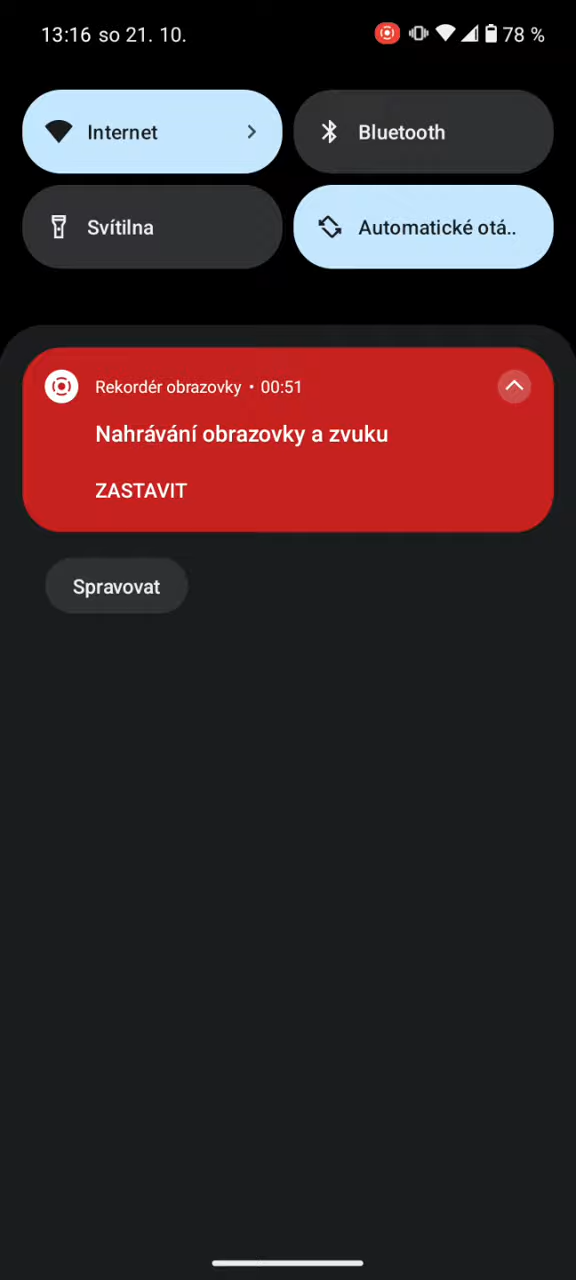 13:16 so 21. 10.
78 %
Internet
Bluetooth
Svítilna
Automatické otá..
Rekordér obrazovky • 00:51
Nahrávání obrazovky a zvuku
ZASTAVIT
Spravovat